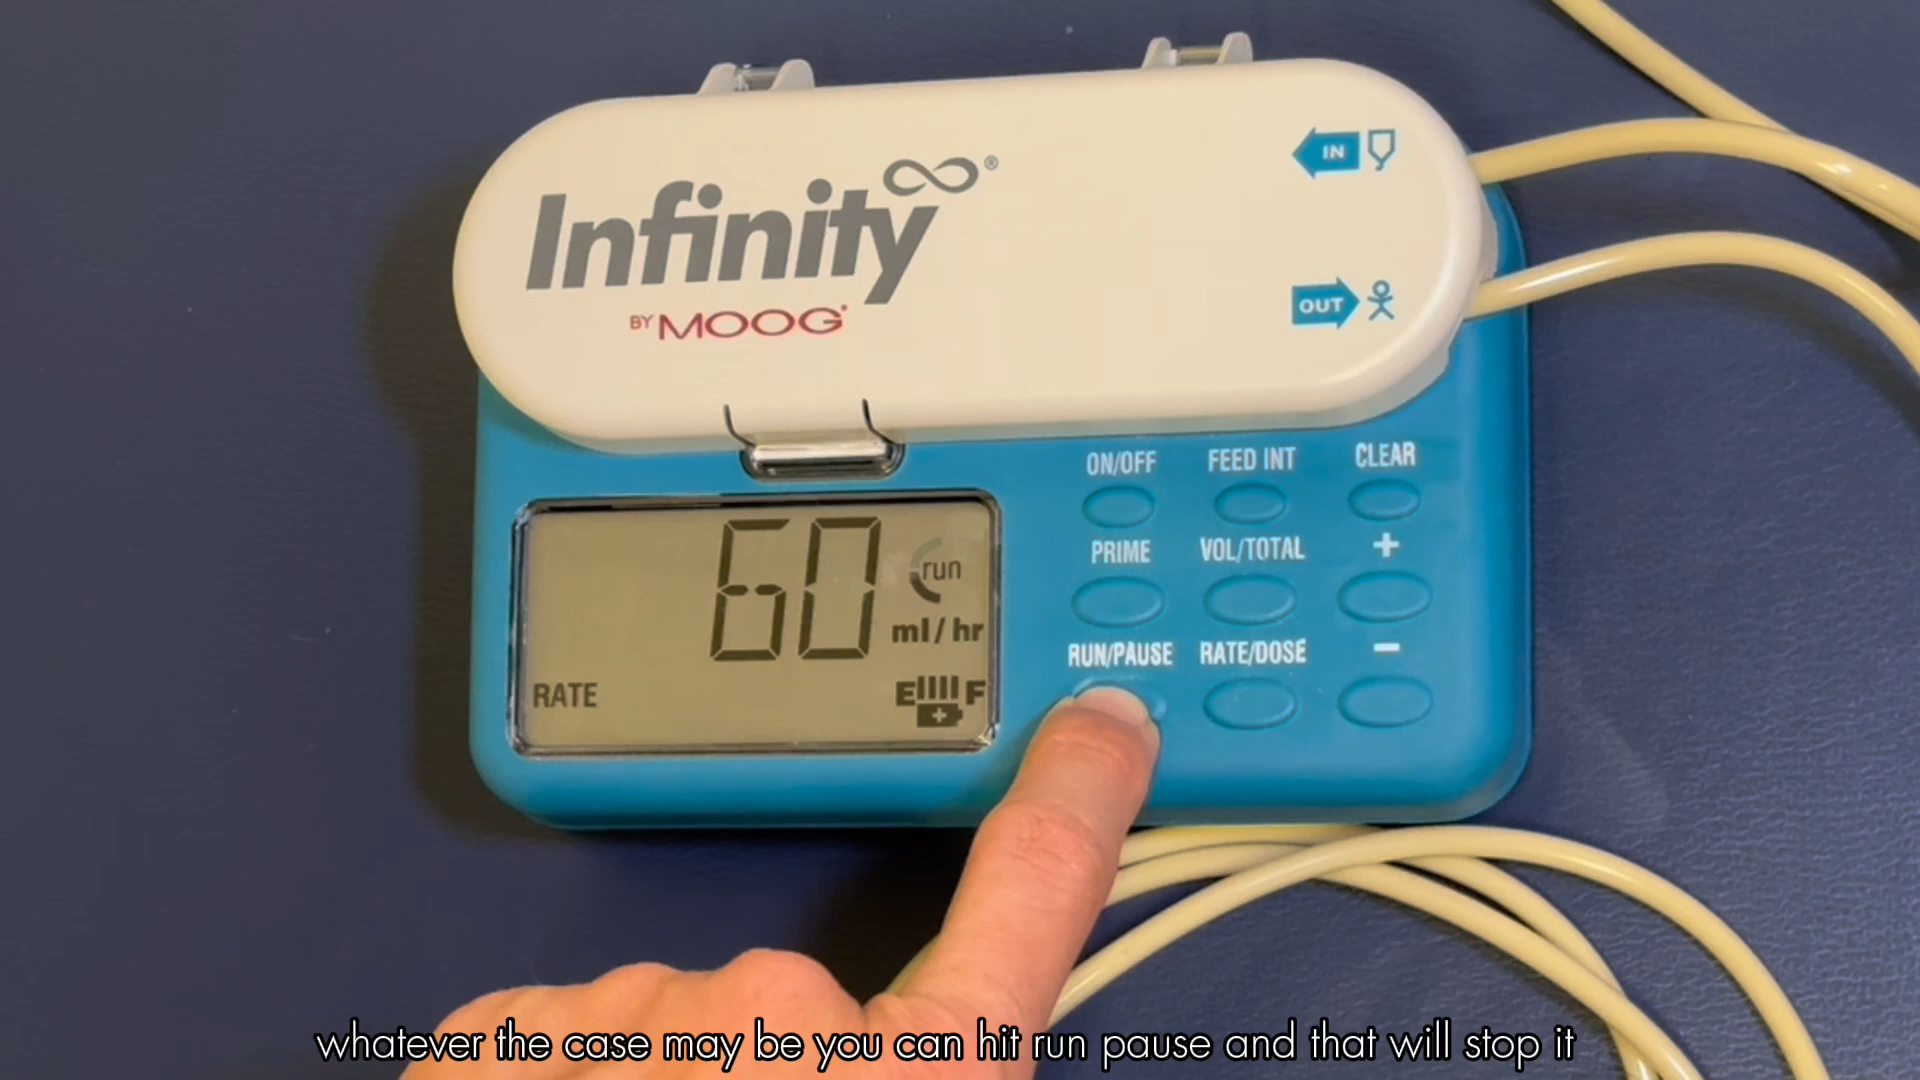 Infinity®
BY MOOG
IN
OUT
ON/OFF FEED INT CLEAR
PRIME VOL/TOTAL +
RUN/PAUSE RATE/DOSE −
60 run
ml/hr
RATE E F
whatever the case may be you can hit run pause and that will stop it